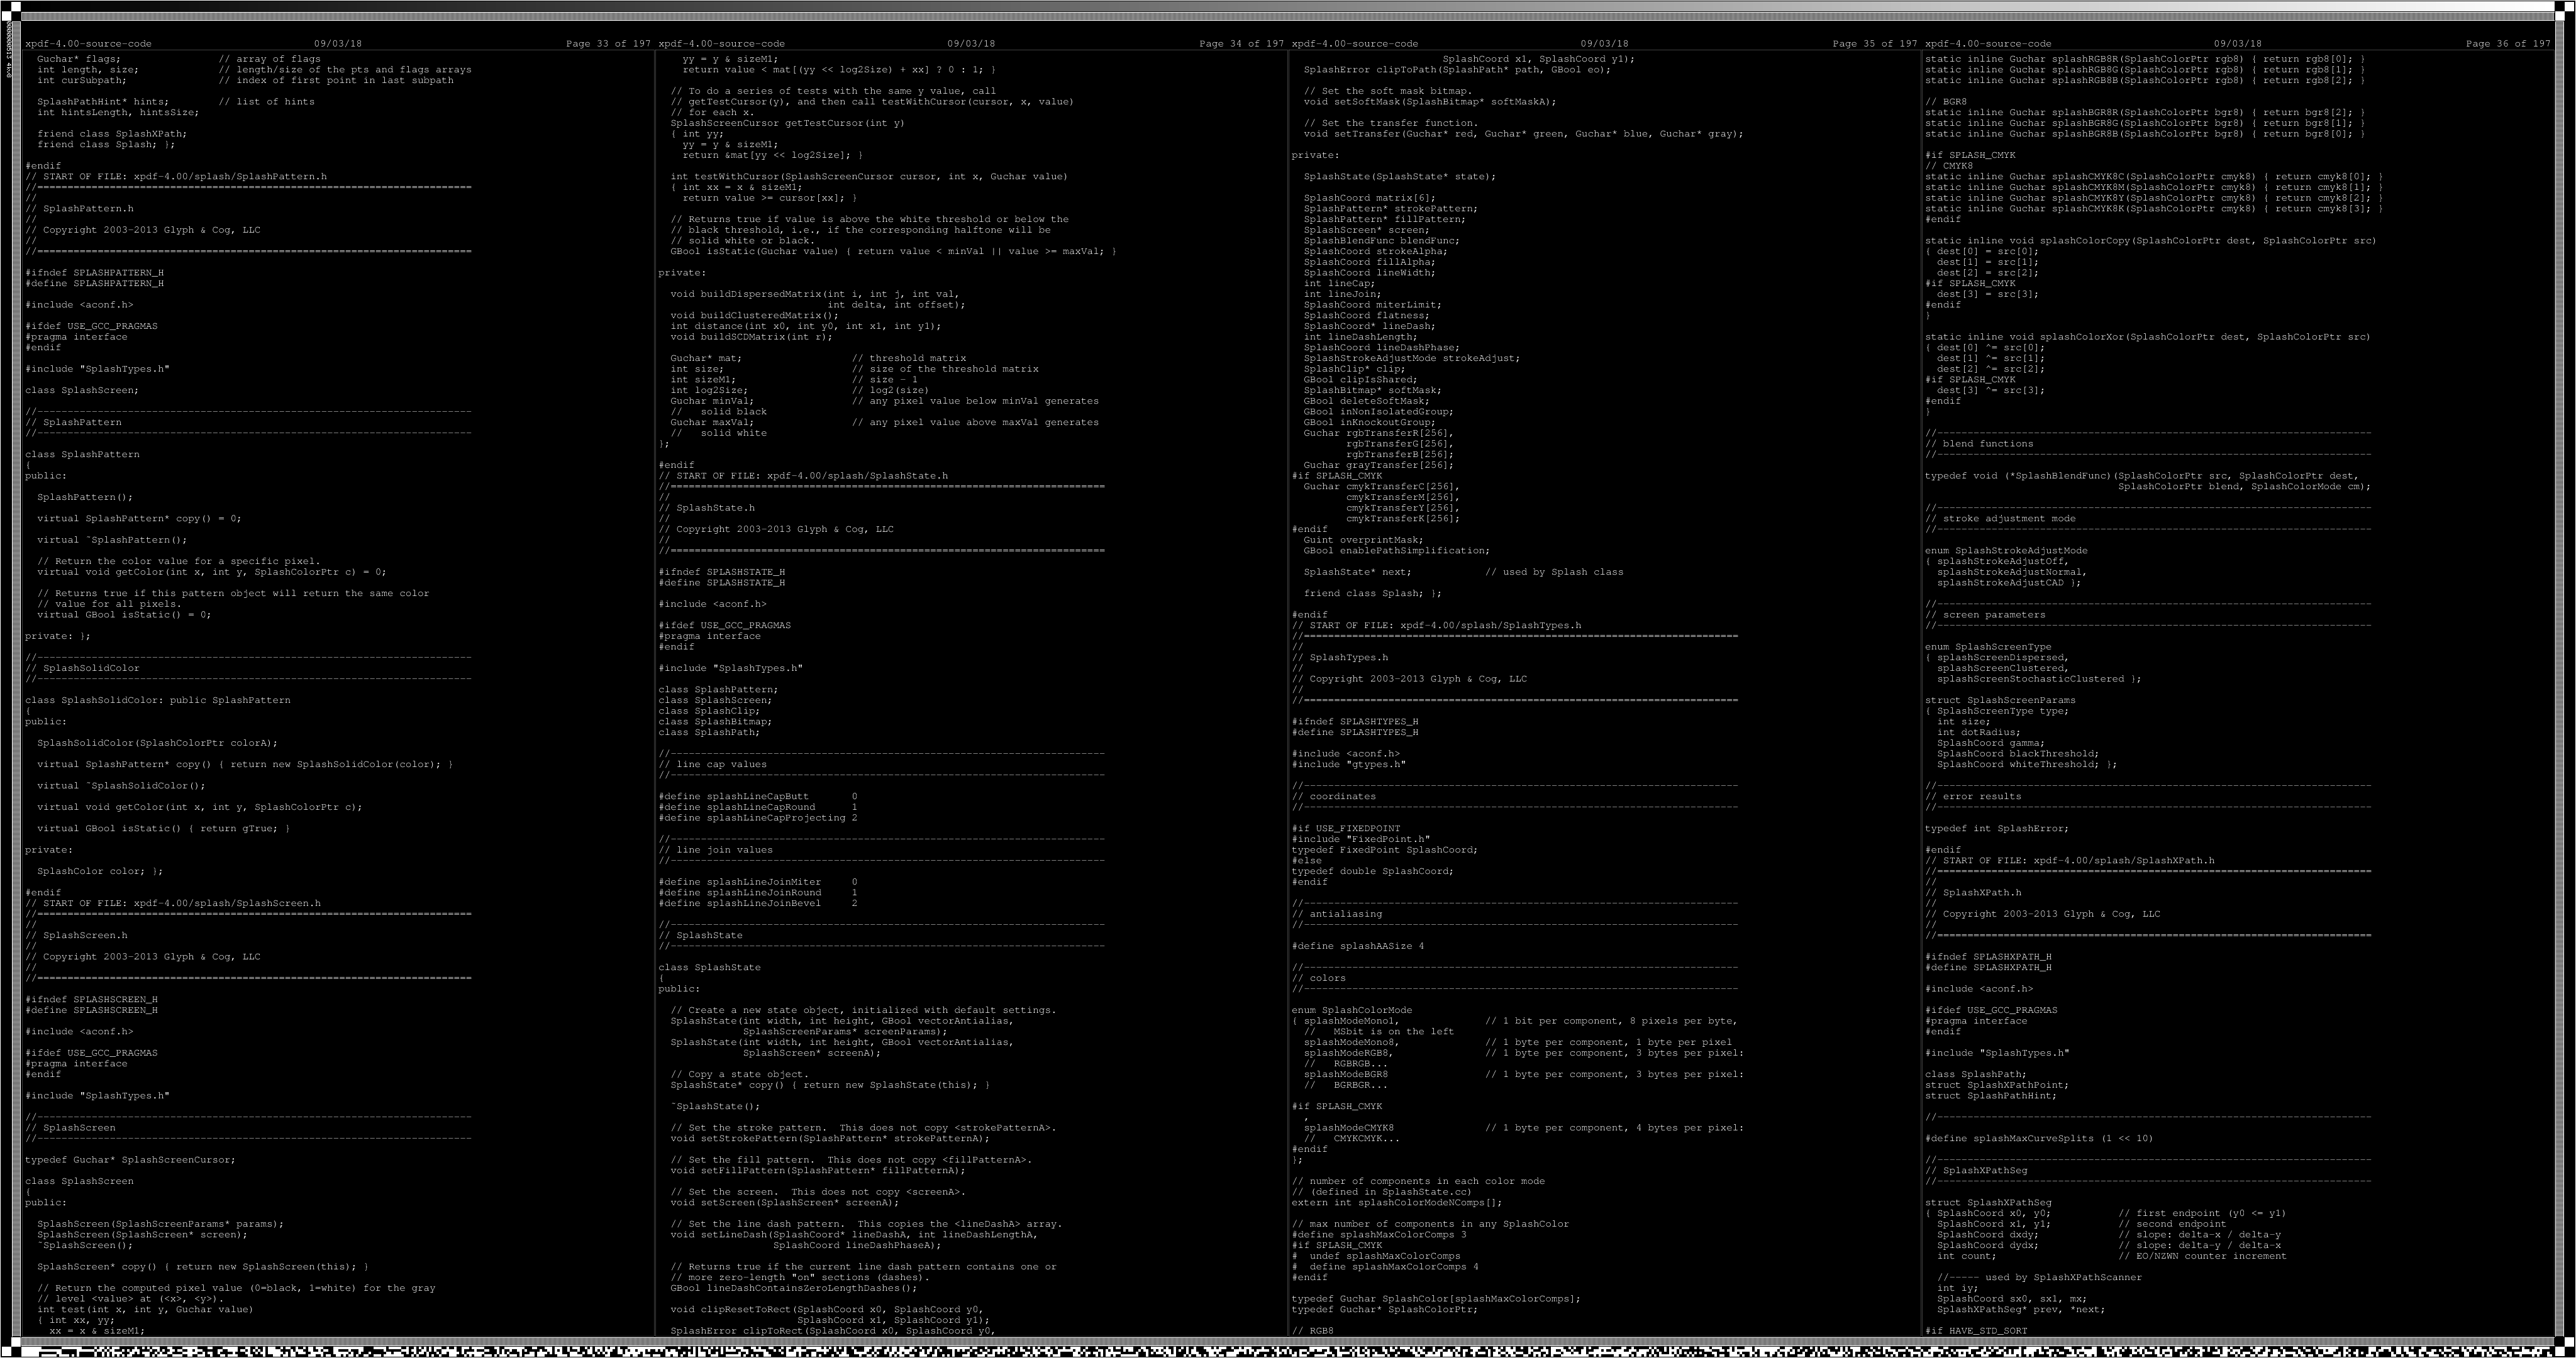 xpdf-4.00-source-code 09/03/18 Page 33 of 197
  Guchar* flags;              // array of flags
  int length, size;           // length/size of the pts and flags arrays
  int curSubpath;             // index of first point in last subpath

  SplashPathHint* hints;      // list of hints
  int hintsLength, hintsSize;

  friend class SplashXPath;
  friend class Splash; };

#endif
// START OF FILE: xpdf-4.00/splash/SplashPattern.h
//========================================================================
//
// SplashPattern.h
//
// Copyright 2003-2013 Glyph & Cog, LLC
//
//========================================================================

#ifndef SPLASHPATTERN_H
#define SPLASHPATTERN_H

#include <aconf.h>

#ifdef USE_GCC_PRAGMAS
#pragma interface
#endif

#include "SplashTypes.h"

class SplashScreen;

//------------------------------------------------------------------------
// SplashPattern
//------------------------------------------------------------------------

class SplashPattern
{
public:

  SplashPattern();

  virtual SplashPattern* copy() = 0;

  virtual ~SplashPattern();

  // Return the color value for a specific pixel.
  virtual void getColor(int x, int y, SplashColorPtr c) = 0;

  // Returns true if this pattern object will return the same color
  // value for all pixels.
  virtual GBool isStatic() = 0;

private: };

//------------------------------------------------------------------------
// SplashSolidColor
//------------------------------------------------------------------------

class SplashSolidColor: public SplashPattern
{
public:

  SplashSolidColor(SplashColorPtr colorA);

  virtual SplashPattern* copy() { return new SplashSolidColor(color); }

  virtual ~SplashSolidColor();

  virtual void getColor(int x, int y, SplashColorPtr c);

  virtual GBool isStatic() { return gTrue; }

private:

  SplashColor color; };

#endif
// START OF FILE: xpdf-4.00/splash/SplashScreen.h
//========================================================================
//
// SplashScreen.h
//
// Copyright 2003-2013 Glyph & Cog, LLC
//
//========================================================================

#ifndef SPLASHSCREEN_H
#define SPLASHSCREEN_H

#include <aconf.h>

#ifdef USE_GCC_PRAGMAS
#pragma interface
#endif

#include "SplashTypes.h"

//------------------------------------------------------------------------
// SplashScreen
//------------------------------------------------------------------------

typedef Guchar* SplashScreenCursor;

class SplashScreen
{
public:

  SplashScreen(SplashScreenParams* params);
  SplashScreen(SplashScreen* screen);
  ~SplashScreen();

  SplashScreen* copy() { return new SplashScreen(this); }

  // Return the computed pixel value (0=black, 1=white) for the gray
  // level <value> at (<x>, <y>).
  int test(int x, int y, Guchar value)
  { int xx, yy;
    xx = x & sizeM1;
xpdf-4.00-source-code 09/03/18 Page 34 of 197
    yy = y & sizeM1;
    return value < mat[(yy << log2Size) + xx] ? 0 : 1; }

  // To do a series of tests with the same y value, call
  // getTestCursor(y), and then call testWithCursor(cursor, x, value)
  // for each x.
  SplashScreenCursor getTestCursor(int y)
  { int yy;
    yy = y & sizeM1;
    return &mat[yy << log2Size]; }

  int testWithCursor(SplashScreenCursor cursor, int x, Guchar value)
  { int xx = x & sizeM1;
    return value >= cursor[xx]; }

  // Returns true if value is above the white threshold or below the
  // black threshold, i.e., if the corresponding halftone will be
  // solid white or black.
  GBool isStatic(Guchar value) { return value < minVal || value >= maxVal; }

private:

  void buildDispersedMatrix(int i, int j, int val,
                            int delta, int offset);
  void buildClusteredMatrix();
  int distance(int x0, int y0, int x1, int y1);
  void buildSCDMatrix(int r);

  Guchar* mat;                  // threshold matrix
  int size;                     // size of the threshold matrix
  int sizeM1;                   // size - 1
  int log2Size;                 // log2(size)
  Guchar minVal;                // any pixel value below minVal generates
  //   solid black
  Guchar maxVal;                // any pixel value above maxVal generates
  //   solid white
};

#endif
// START OF FILE: xpdf-4.00/splash/SplashState.h
//========================================================================
//
// SplashState.h
//
// Copyright 2003-2013 Glyph & Cog, LLC
//
//========================================================================

#ifndef SPLASHSTATE_H
#define SPLASHSTATE_H

#include <aconf.h>

#ifdef USE_GCC_PRAGMAS
#pragma interface
#endif

#include "SplashTypes.h"

class SplashPattern;
class SplashScreen;
class SplashClip;
class SplashBitmap;
class SplashPath;

//------------------------------------------------------------------------
// line cap values
//------------------------------------------------------------------------

#define splashLineCapButt       0
#define splashLineCapRound      1
#define splashLineCapProjecting 2

//------------------------------------------------------------------------
// line join values
//------------------------------------------------------------------------

#define splashLineJoinMiter     0
#define splashLineJoinRound     1
#define splashLineJoinBevel     2

//------------------------------------------------------------------------
// SplashState
//------------------------------------------------------------------------

class SplashState
{
public:

  // Create a new state object, initialized with default settings.
  SplashState(int width, int height, GBool vectorAntialias,
              SplashScreenParams* screenParams);
  SplashState(int width, int height, GBool vectorAntialias,
              SplashScreen* screenA);

  // Copy a state object.
  SplashState* copy() { return new SplashState(this); }

  ~SplashState();

  // Set the stroke pattern.  This does not copy <strokePatternA>.
  void setStrokePattern(SplashPattern* strokePatternA);

  // Set the fill pattern.  This does not copy <fillPatternA>.
  void setFillPattern(SplashPattern* fillPatternA);

  // Set the screen.  This does not copy <screenA>.
  void setScreen(SplashScreen* screenA);

  // Set the line dash pattern.  This copies the <lineDashA> array.
  void setLineDash(SplashCoord* lineDashA, int lineDashLengthA,
                   SplashCoord lineDashPhaseA);

  // Returns true if the current line dash pattern contains one or
  // more zero-length "on" sections (dashes).
  GBool lineDashContainsZeroLengthDashes();

  void clipResetToRect(SplashCoord x0, SplashCoord y0,
                       SplashCoord x1, SplashCoord y1);
  SplashError clipToRect(SplashCoord x0, SplashCoord y0,
xpdf-4.00-source-code 09/03/18 Page 35 of 197
                         SplashCoord x1, SplashCoord y1);
  SplashError clipToPath(SplashPath* path, GBool eo);

  // Set the soft mask bitmap.
  void setSoftMask(SplashBitmap* softMaskA);

  // Set the transfer function.
  void setTransfer(Guchar* red, Guchar* green, Guchar* blue, Guchar* gray);

private:

  SplashState(SplashState* state);

  SplashCoord matrix[6];
  SplashPattern* strokePattern;
  SplashPattern* fillPattern;
  SplashScreen* screen;
  SplashBlendFunc blendFunc;
  SplashCoord strokeAlpha;
  SplashCoord fillAlpha;
  SplashCoord lineWidth;
  int lineCap;
  int lineJoin;
  SplashCoord miterLimit;
  SplashCoord flatness;
  SplashCoord* lineDash;
  int lineDashLength;
  SplashCoord lineDashPhase;
  SplashStrokeAdjustMode strokeAdjust;
  SplashClip* clip;
  GBool clipIsShared;
  SplashBitmap* softMask;
  GBool deleteSoftMask;
  GBool inNonIsolatedGroup;
  GBool inKnockoutGroup;
  Guchar rgbTransferR[256],
         rgbTransferG[256],
         rgbTransferB[256];
  Guchar grayTransfer[256];
#if SPLASH_CMYK
  Guchar cmykTransferC[256],
         cmykTransferM[256],
         cmykTransferY[256],
         cmykTransferK[256];
#endif
  Guint overprintMask;
  GBool enablePathSimplification;

  SplashState* next;            // used by Splash class

  friend class Splash; };

#endif
// START OF FILE: xpdf-4.00/splash/SplashTypes.h
//========================================================================
//
// SplashTypes.h
//
// Copyright 2003-2013 Glyph & Cog, LLC
//
//========================================================================

#ifndef SPLASHTYPES_H
#define SPLASHTYPES_H

#include <aconf.h>
#include "gtypes.h"

//------------------------------------------------------------------------
// coordinates
//------------------------------------------------------------------------

#if USE_FIXEDPOINT
#include "FixedPoint.h"
typedef FixedPoint SplashCoord;
#else
typedef double SplashCoord;
#endif

//------------------------------------------------------------------------
// antialiasing
//------------------------------------------------------------------------

#define splashAASize 4

//------------------------------------------------------------------------
// colors
//------------------------------------------------------------------------

enum SplashColorMode
{ splashModeMono1,              // 1 bit per component, 8 pixels per byte,
  //   MSbit is on the left
  splashModeMono8,              // 1 byte per component, 1 byte per pixel
  splashModeRGB8,               // 1 byte per component, 3 bytes per pixel:
  //   RGBRGB...
  splashModeBGR8                // 1 byte per component, 3 bytes per pixel:
  //   BGRBGR...

#if SPLASH_CMYK
  ,
  splashModeCMYK8               // 1 byte per component, 4 bytes per pixel:
  //   CMYKCMYK...
#endif
};

// number of components in each color mode
// (defined in SplashState.cc)
extern int splashColorModeNComps[];

// max number of components in any SplashColor
#define splashMaxColorComps 3
#if SPLASH_CMYK
#  undef splashMaxColorComps
#  define splashMaxColorComps 4
#endif

typedef Guchar SplashColor[splashMaxColorComps];
typedef Guchar* SplashColorPtr;

// RGB8
xpdf-4.00-source-code 09/03/18 Page 36 of 197
static inline Guchar splashRGB8R(SplashColorPtr rgb8) { return rgb8[0]; }
static inline Guchar splashRGB8G(SplashColorPtr rgb8) { return rgb8[1]; }
static inline Guchar splashRGB8B(SplashColorPtr rgb8) { return rgb8[2]; }

// BGR8
static inline Guchar splashBGR8R(SplashColorPtr bgr8) { return bgr8[2]; }
static inline Guchar splashBGR8G(SplashColorPtr bgr8) { return bgr8[1]; }
static inline Guchar splashBGR8B(SplashColorPtr bgr8) { return bgr8[0]; }

#if SPLASH_CMYK
// CMYK8
static inline Guchar splashCMYK8C(SplashColorPtr cmyk8) { return cmyk8[0]; }
static inline Guchar splashCMYK8M(SplashColorPtr cmyk8) { return cmyk8[1]; }
static inline Guchar splashCMYK8Y(SplashColorPtr cmyk8) { return cmyk8[2]; }
static inline Guchar splashCMYK8K(SplashColorPtr cmyk8) { return cmyk8[3]; }
#endif

static inline void splashColorCopy(SplashColorPtr dest, SplashColorPtr src)
{ dest[0] = src[0];
  dest[1] = src[1];
  dest[2] = src[2];
#if SPLASH_CMYK
  dest[3] = src[3];
#endif
}

static inline void splashColorXor(SplashColorPtr dest, SplashColorPtr src)
{ dest[0] ^= src[0];
  dest[1] ^= src[1];
  dest[2] ^= src[2];
#if SPLASH_CMYK
  dest[3] ^= src[3];
#endif
}

//------------------------------------------------------------------------
// blend functions
//------------------------------------------------------------------------

typedef void (*SplashBlendFunc)(SplashColorPtr src, SplashColorPtr dest,
                                SplashColorPtr blend, SplashColorMode cm);

//------------------------------------------------------------------------
// stroke adjustment mode
//------------------------------------------------------------------------

enum SplashStrokeAdjustMode
{ splashStrokeAdjustOff,
  splashStrokeAdjustNormal,
  splashStrokeAdjustCAD };

//------------------------------------------------------------------------
// screen parameters
//------------------------------------------------------------------------

enum SplashScreenType
{ splashScreenDispersed,
  splashScreenClustered,
  splashScreenStochasticClustered };

struct SplashScreenParams
{ SplashScreenType type;
  int size;
  int dotRadius;
  SplashCoord gamma;
  SplashCoord blackThreshold;
  SplashCoord whiteThreshold; };

//------------------------------------------------------------------------
// error results
//------------------------------------------------------------------------

typedef int SplashError;

#endif
// START OF FILE: xpdf-4.00/splash/SplashXPath.h
//========================================================================
//
// SplashXPath.h
//
// Copyright 2003-2013 Glyph & Cog, LLC
//
//========================================================================

#ifndef SPLASHXPATH_H
#define SPLASHXPATH_H

#include <aconf.h>

#ifdef USE_GCC_PRAGMAS
#pragma interface
#endif

#include "SplashTypes.h"

class SplashPath;
struct SplashXPathPoint;
struct SplashPathHint;

//------------------------------------------------------------------------

#define splashMaxCurveSplits (1 << 10)

//------------------------------------------------------------------------
// SplashXPathSeg
//------------------------------------------------------------------------

struct SplashXPathSeg
{ SplashCoord x0, y0;           // first endpoint (y0 <= y1)
  SplashCoord x1, y1;           // second endpoint
  SplashCoord dxdy;             // slope: delta-x / delta-y
  SplashCoord dydx;             // slope: delta-y / delta-x
  int count;                    // EO/NZWN counter increment

  //----- used by SplashXPathScanner
  int iy;
  SplashCoord sx0, sx1, mx;
  SplashXPathSeg* prev, *next;

#if HAVE_STD_SORT